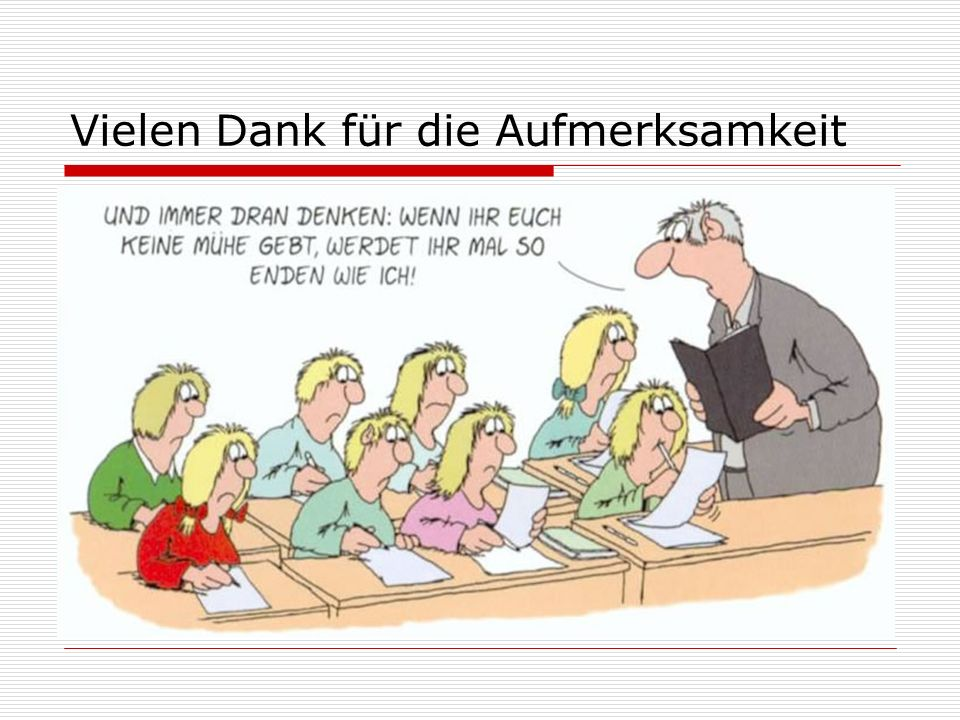 Vielen Dank für die Aufmerksamkeit
UND IMMER DRAN DENKEN: WENN IHR EUCH
KEINE MÜHE GEBT, WERDET IHR MAL SO
ENDEN WIE ICH!